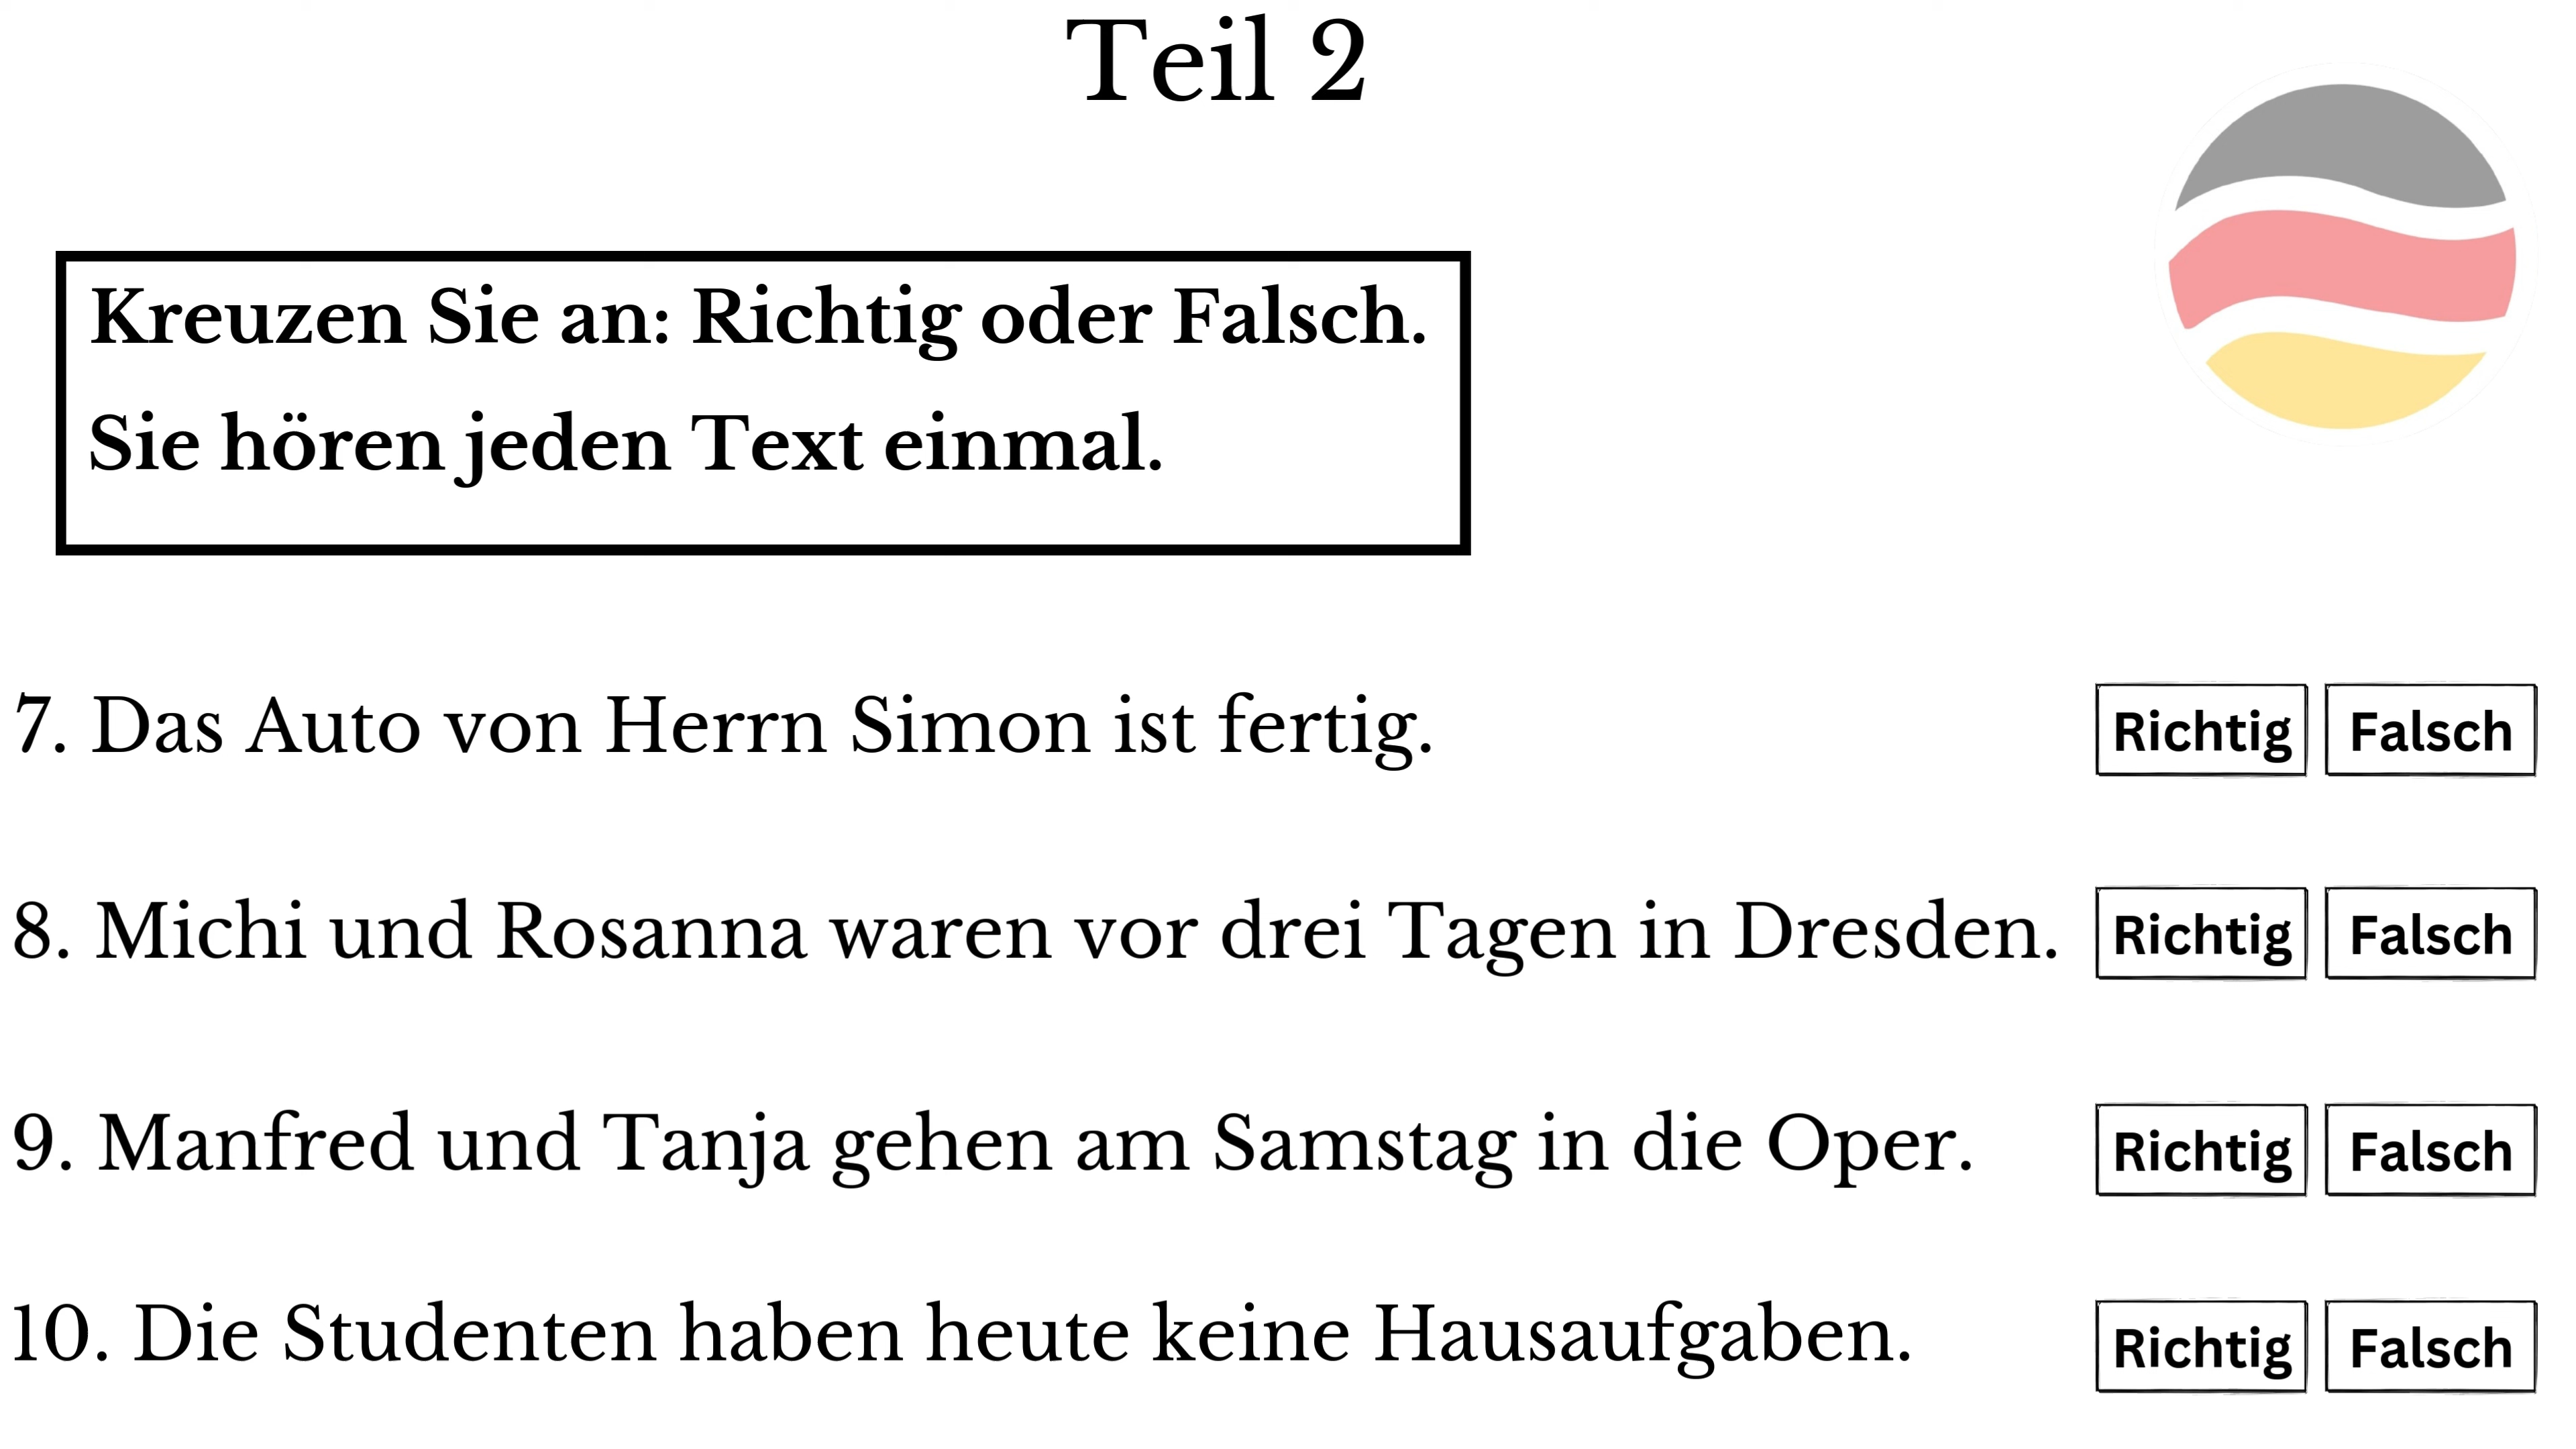 Teil 2
Kreuzen Sie an: Richtig oder Falsch.
Sie hören jeden Text einmal.
7. Das Auto von Herrn Simon ist fertig. Richtig Falsch
8. Michi und Rosanna waren vor drei Tagen in Dresden. Richtig Falsch
9. Manfred und Tanja gehen am Samstag in die Oper. Richtig Falsch
10. Die Studenten haben heute keine Hausaufgaben. Richtig Falsch